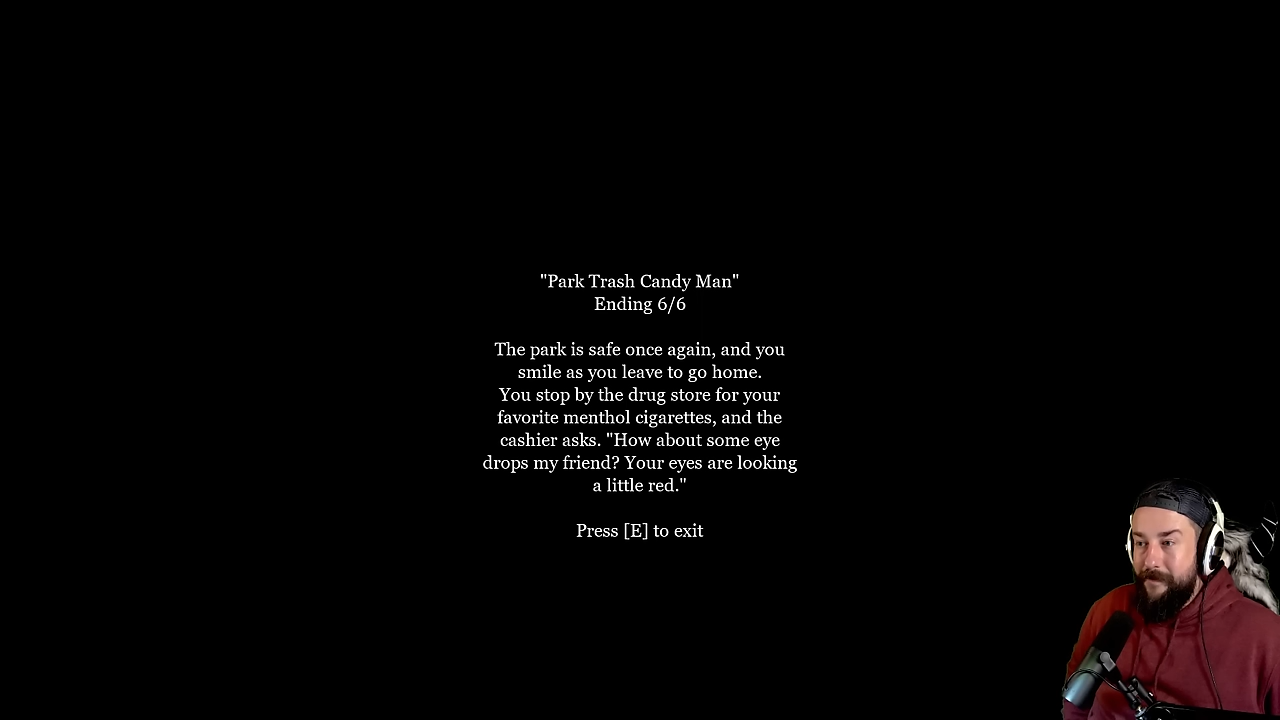 "Park Trash Candy Man"
Ending 6/6
The park is safe once again, and you
smile as you leave to go home.
You stop by the drug store for your
favorite menthol cigarettes, and the
cashier asks. "How about some eye
drops my friend? Your eyes are looking
a little red."
Press [E] to exit